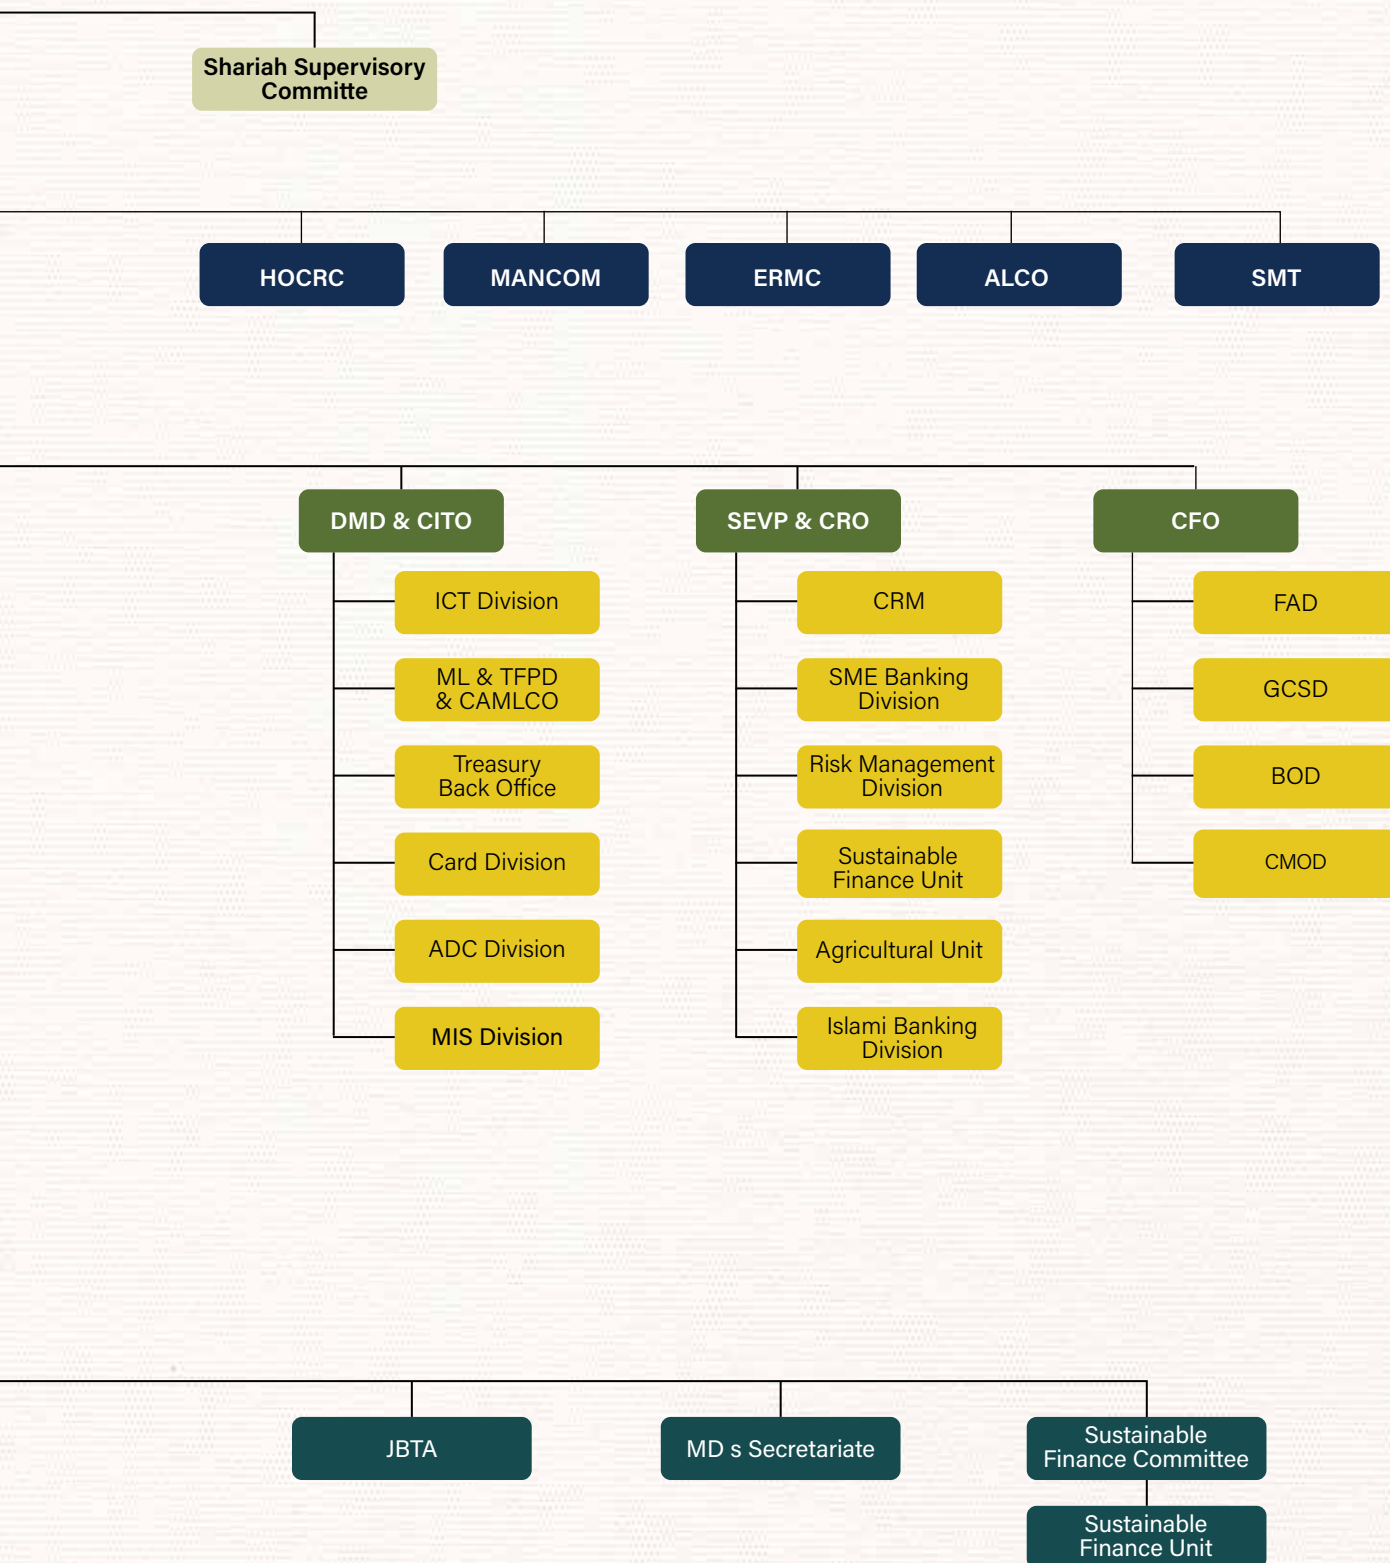 Shariah Supervisory
Committe
HOCRC
MANCOM
ERMC
ALCO
SMT
DMD & CITO
SEVP & CRO
CFO
ICT Division
ML & TFPD
& CAMLCO
Treasury
Back Office
Card Division
ADC Division
MIS Division
CRM
SME Banking
Division
Risk Management
Division
Sustainable
Finance Unit
Agricultural Unit
Islami Banking
Division
FAD
GCSD
BOD
CMOD
JBTA
MD s Secretariate
Sustainable
Finance Committee
Sustainable
Finance Unit